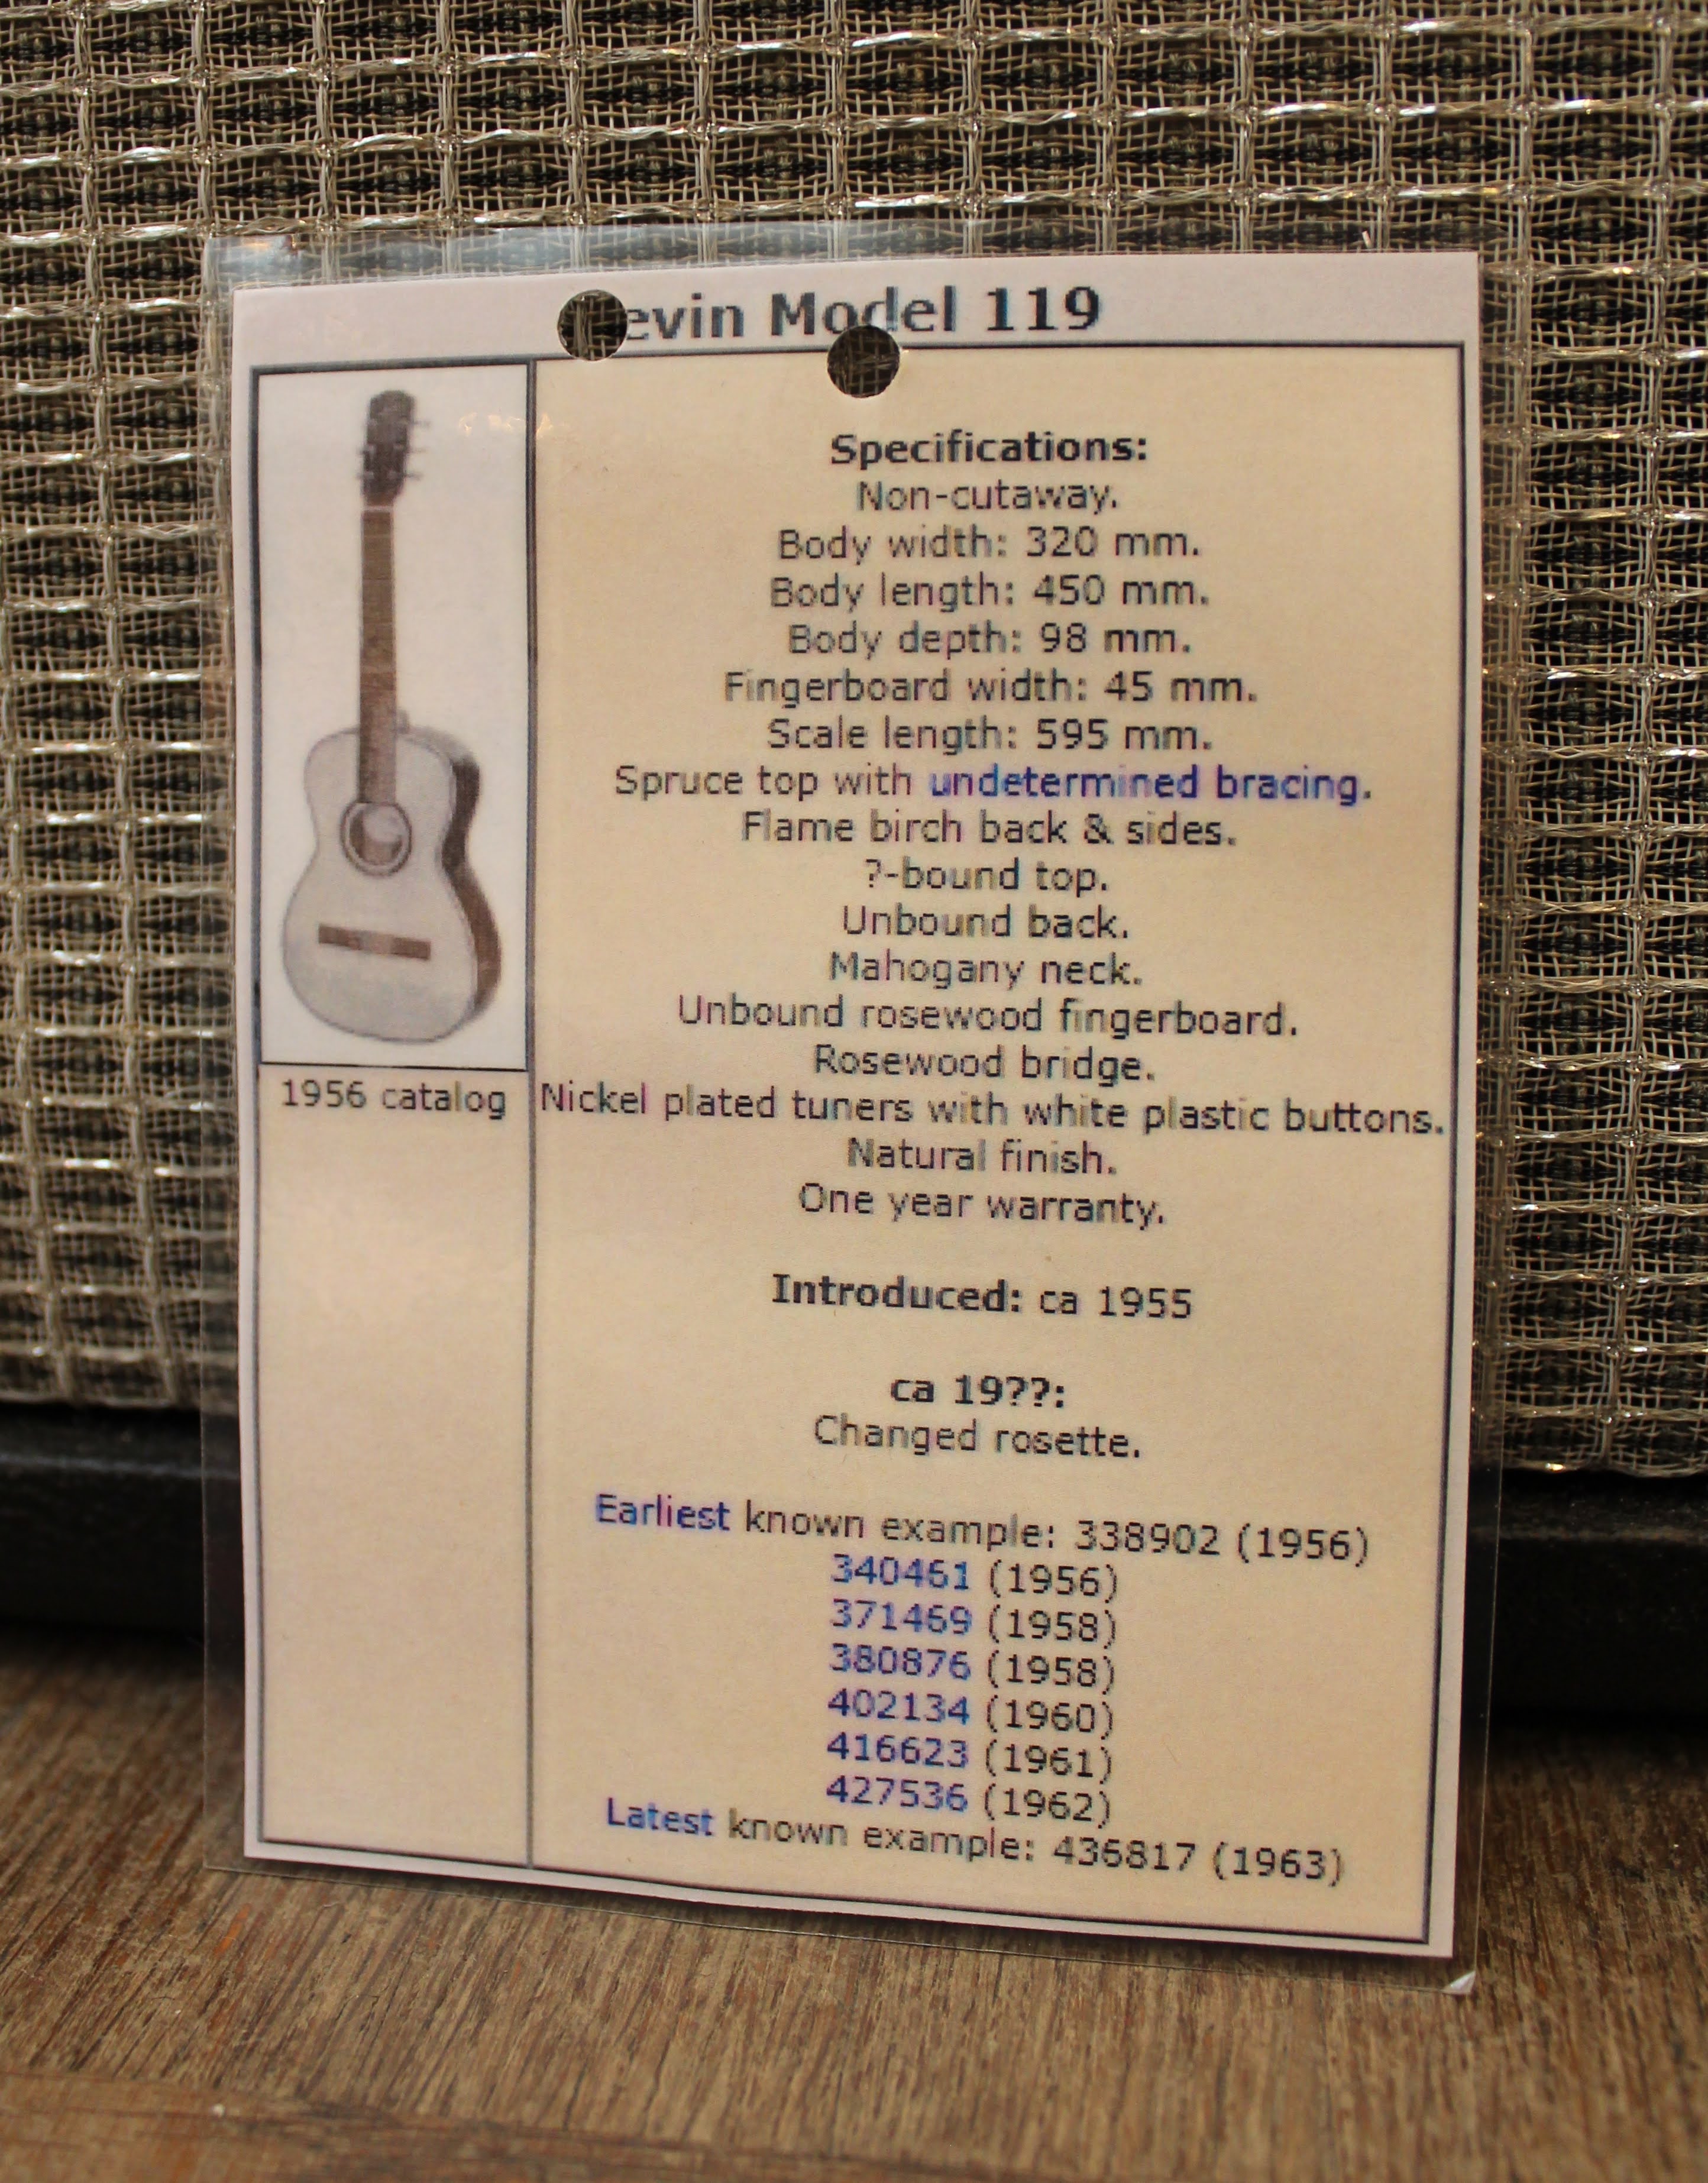 evin Model 119
Specifications:
Non-cutaway.
Body width: 320 mm.
Body length: 450 mm.
Body depth: 98 mm.
Fingerboard width: 45 mm.
Scale length: 595 mm.
Spruce top with undetermined bracing.
Flame birch back & sides.
?-bound top.
Unbound back.
Mahogany neck.
Unbound rosewood fingerboard.
Rosewood bridge.
1956 catalog
Nickel plated tuners with white plastic buttons.
Natural finish.
One year warranty.
Introduced: ca 1955
ca 19??:
Changed rosette.
Earliest known example: 338902 (1956)
340461 (1956)
371469 (1958)
380876 (1958)
402134 (1960)
416623 (1961)
427536 (1962)
Latest known example: 436817 (1963)